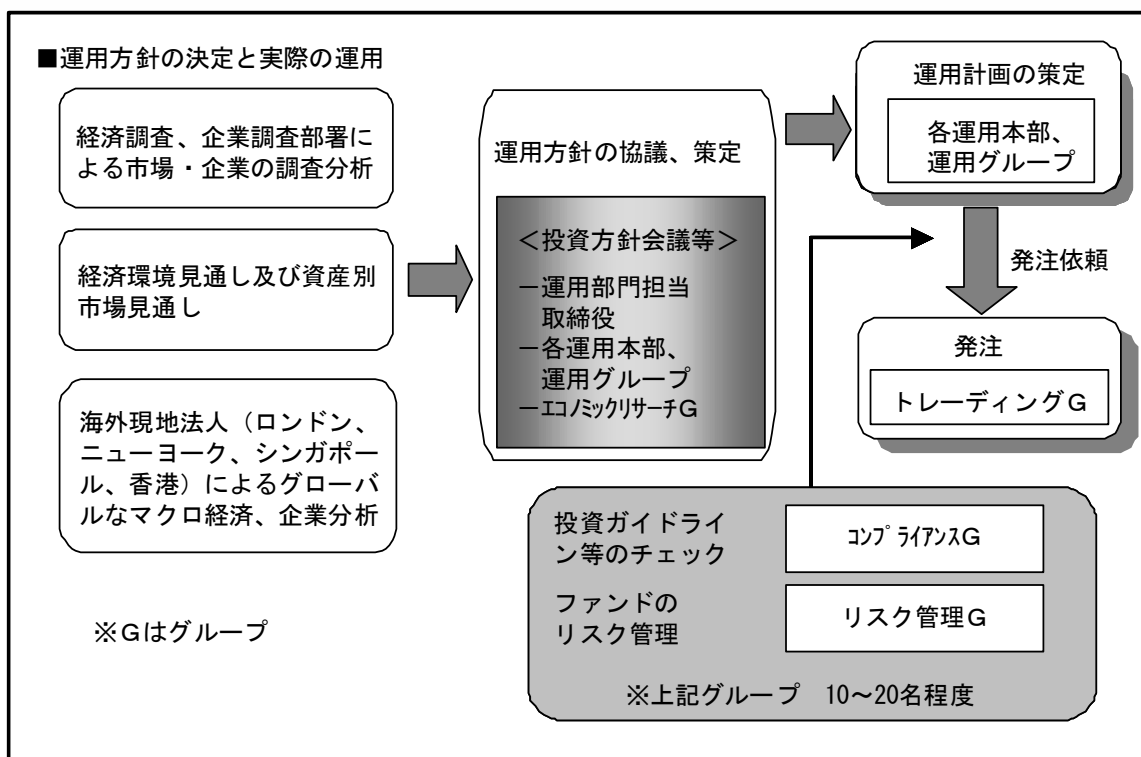 ■運用方針の決定と実際の運用
経済調査、企業調査部署に
よる市場・企業の調査分析
経済環境見通し及び資産別
市場見通し
海外現地法人（ロンドン、
ニューヨーク、シンガポー
ル、香港）によるグローバ
ルなマクロ経済、企業分析
※Ｇはグループ
運用方針の協議、策定
＜投資方針会議等＞
－運用部門担当
取締役
－各運用本部、
運用グループ
－ｴｺﾉﾐｯｸﾘｻｰﾁＧ
運用計画の策定
各運用本部、
運用グループ
発注依頼
発注
トレーディングＧ
投資ガイドライ
ン等のチェック
ｺﾝﾌﾟﾗｲｱﾝｽＧ
ファンドの
リスク管理
リスク管理Ｇ
※上記グループ　10～20名程度